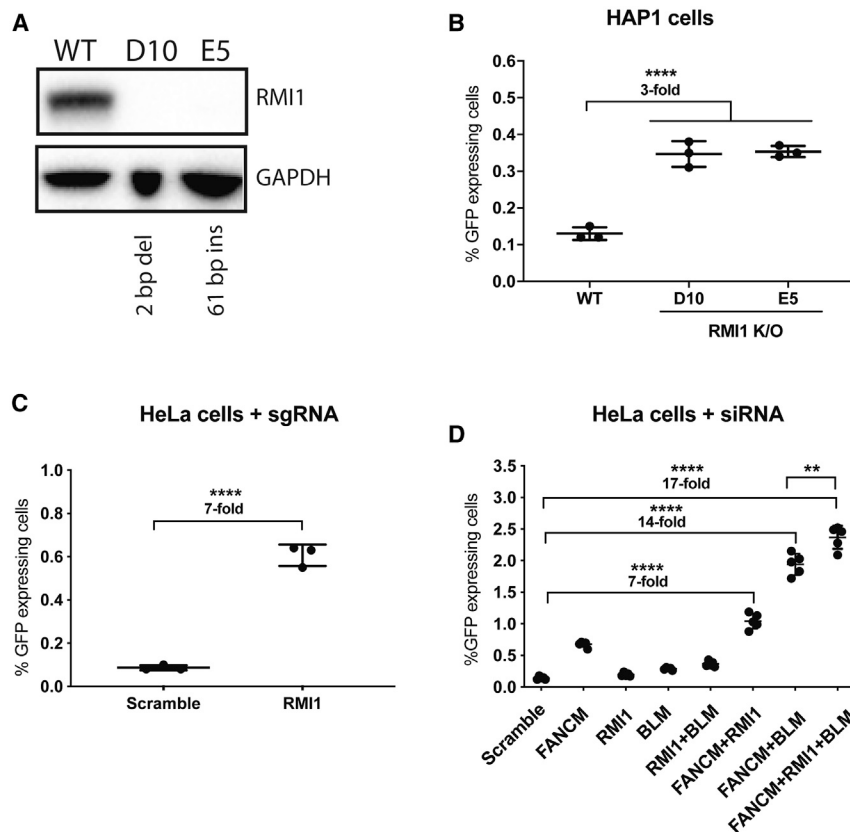 A
WT D10 E5
RMI1
GAPDH
2 bp del
61 bp ins
B
HAP1 cells
% GFP expressing cells
0.6
0.5
0.4
0.3
0.2
0.1
0.0
****
3-fold
WT
D10
E5
RMI1 K/O
C
HeLa cells + sgRNA
% GFP expressing cells
1.0
0.8
0.6
0.4
0.2
0.0
****
7-fold
Scramble
RMI1
D
HeLa cells + siRNA
%GFP expressing cells
3.5
3.0
2.5
2.0
1.5
1.0
0.5
0.0
****
17-fold
**
****
14-fold
****
7-fold
Scramble
FANCM
RMI1
BLM
RMI1+BLM
FANCM+RMI1
FANCM+BLM
FANCM+RMI1+BLM